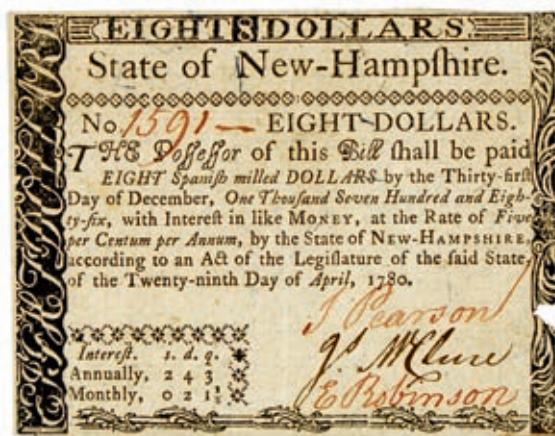 EIGHT 8 DOLLARS
State of New-Hampſhire.
No. 1591 — EIGHT-DOLLARS.
THE Poſſeſſor of this Bill ſhall be paid
EIGHT Spaniſh milled DOLLARS by the Thirty-firſt
Day of December, One Thouſand Seven Hundred and Eigh-
ty-ſix, with Intereſt in like MONEY, at the Rate of Five
per Centum per Annum, by the State of NEW-HAMPSHIRE,
according to an Act of the Legiſlature of the ſaid State,
of the Twenty-ninth Day of April, 1780.
J Pearson
Js McClure
E Robinson
Intereſt. s. d. q.
Annually, 2 4 3
Monthly, 0 2 1½
EIGHT DOLLARS